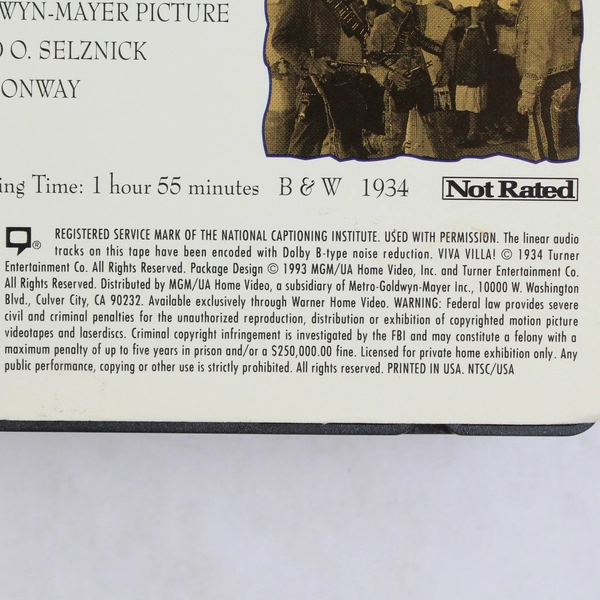 WYN-MAYER PICTURE
O. SELZNICK
ONWAY
ing Time: 1 hour 55 minutes B & W 1934 Not Rated
® REGISTERED SERVICE MARK OF THE NATIONAL CAPTIONING INSTITUTE. USED WITH PERMISSION. The linear audio
tracks on this tape have been encoded with Dolby B-type noise reduction. VIVA VILLA! © 1934 Turner
Entertainment Co. All Rights Reserved. Package Design © 1993 MGM/UA Home Video, Inc. and Turner Entertainment Co.
All Rights Reserved. Distributed by MGM/UA Home Video, a subsidiary of Metro-Goldwyn-Mayer Inc., 10000 W. Washington
Blvd., Culver City, CA 90232. Available exclusively through Warner Home Video. WARNING: Federal law provides severe
civil and criminal penalties for the unauthorized reproduction, distribution or exhibition of copyrighted motion picture
videotapes and laserdiscs. Criminal copyright infringement is investigated by the FBI and may constitute a felony with a
maximum penalty of up to five years in prison and/or a $250,000.00 fine. Licensed for private home exhibition only. Any
public performance, copying or other use is strictly prohibited. All rights reserved. PRINTED IN USA. NTSC/USA